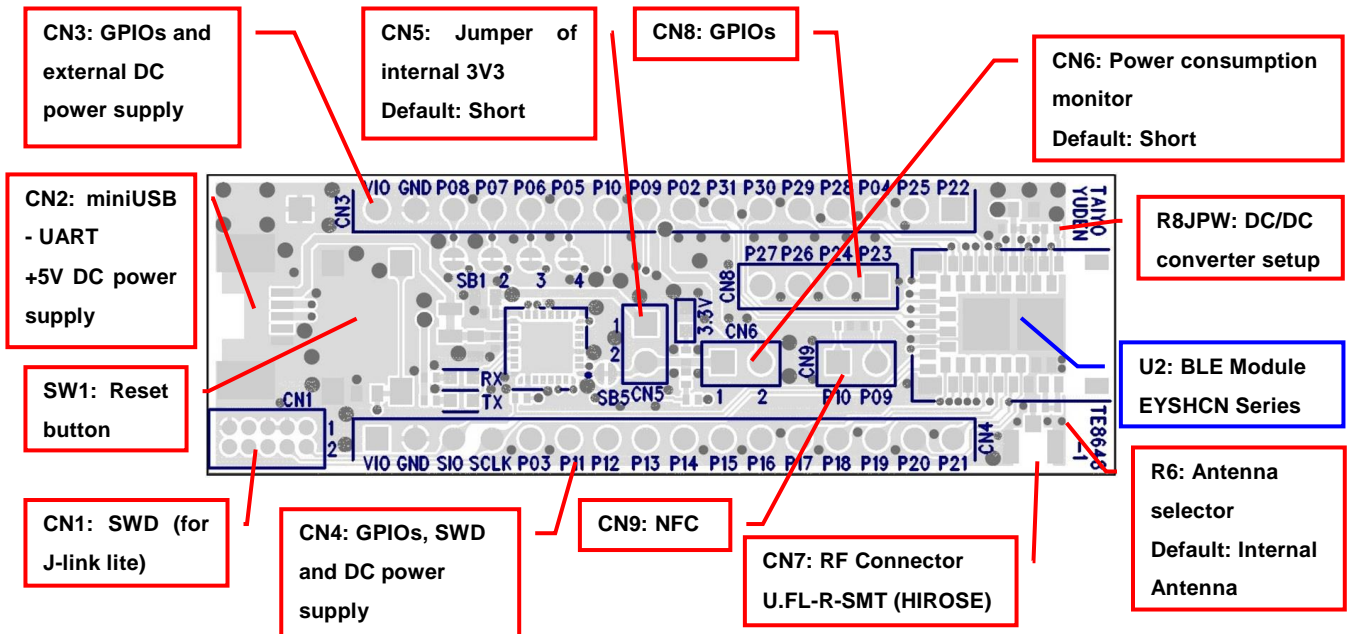 CN3: GPIOs and
external DC
power supply
CN5: Jumper of
internal 3V3
Default: Short
CN8: GPIOs
CN6: Power consumption
monitor
Default: Short
CN2: miniUSB
- UART
+5V DC power
supply
R8JPW: DC/DC
converter setup
SW1: Reset
button
U2: BLE Module
EYSHCN Series
CN1: SWD (for
J-link lite)
CN4: GPIOs, SWD
and DC power
supply
CN9: NFC
CN7: RF Connector
U.FL-R-SMT (HIROSE)
R6: Antenna
selector
Default: Internal
Antenna
VIO GND P08 P07 P06 P05 P10 P09 P02 P31 P30 P29 P28 P04 P25 P22
CN3
TAIYO
YUDEN
P27 P26 P24 P23
CN8
SB1 2 3 4
3.3V
1
2
CN6
CN9
RX
TX
SB5 CN5
1 2
P10 P09
CN1
1
2
VIO GND SIO SCLK P03 P11 P12 P13 P14 P15 P16 P17 P18 P19 P20 P21
CN4
-1